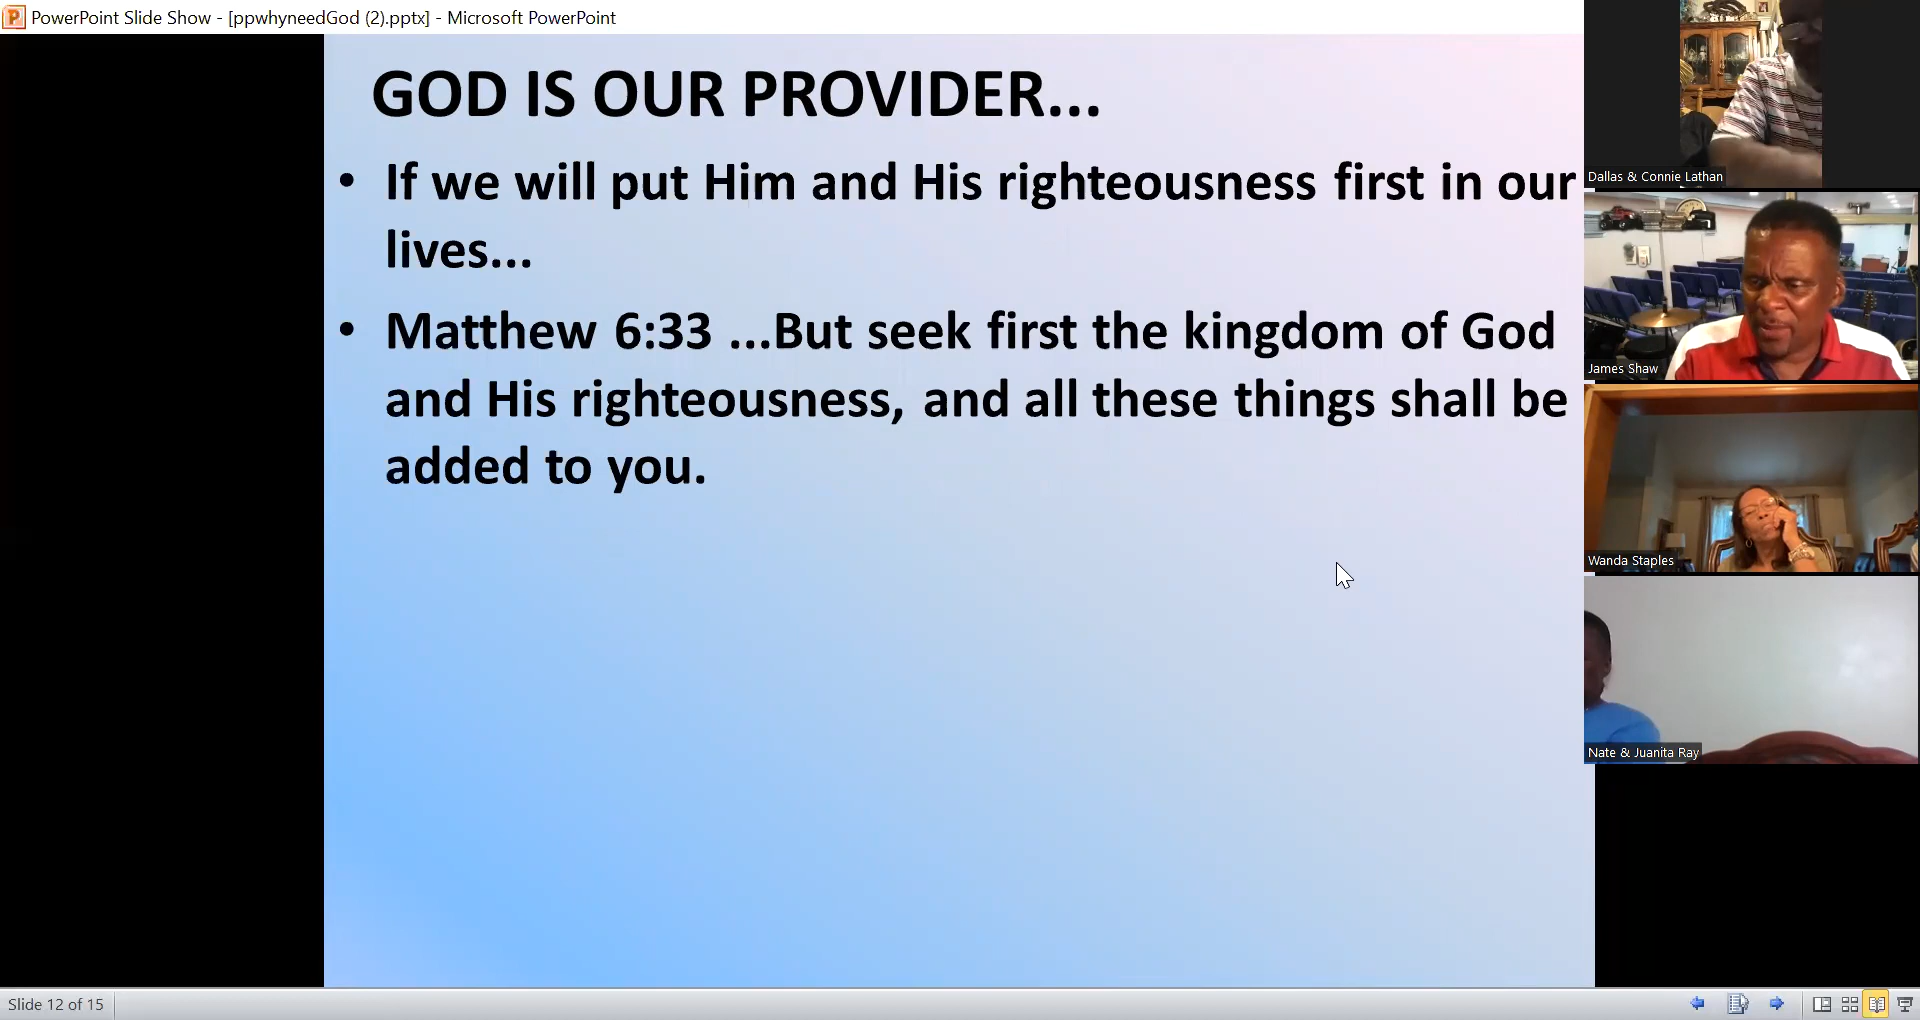 PowerPoint Slide Show - [ppwhyneedGod (2).pptx] - Microsoft PowerPoint
GOD IS OUR PROVIDER...
• If we will put Him and His righteousness first in our
lives...
• Matthew 6:33 ...But seek first the kingdom of God
and His righteousness, and all these things shall be
added to you.
Dallas & Connie Lathan
James Shaw
Wanda Staples
Nate & Juanita Ray
Slide 12 of 15